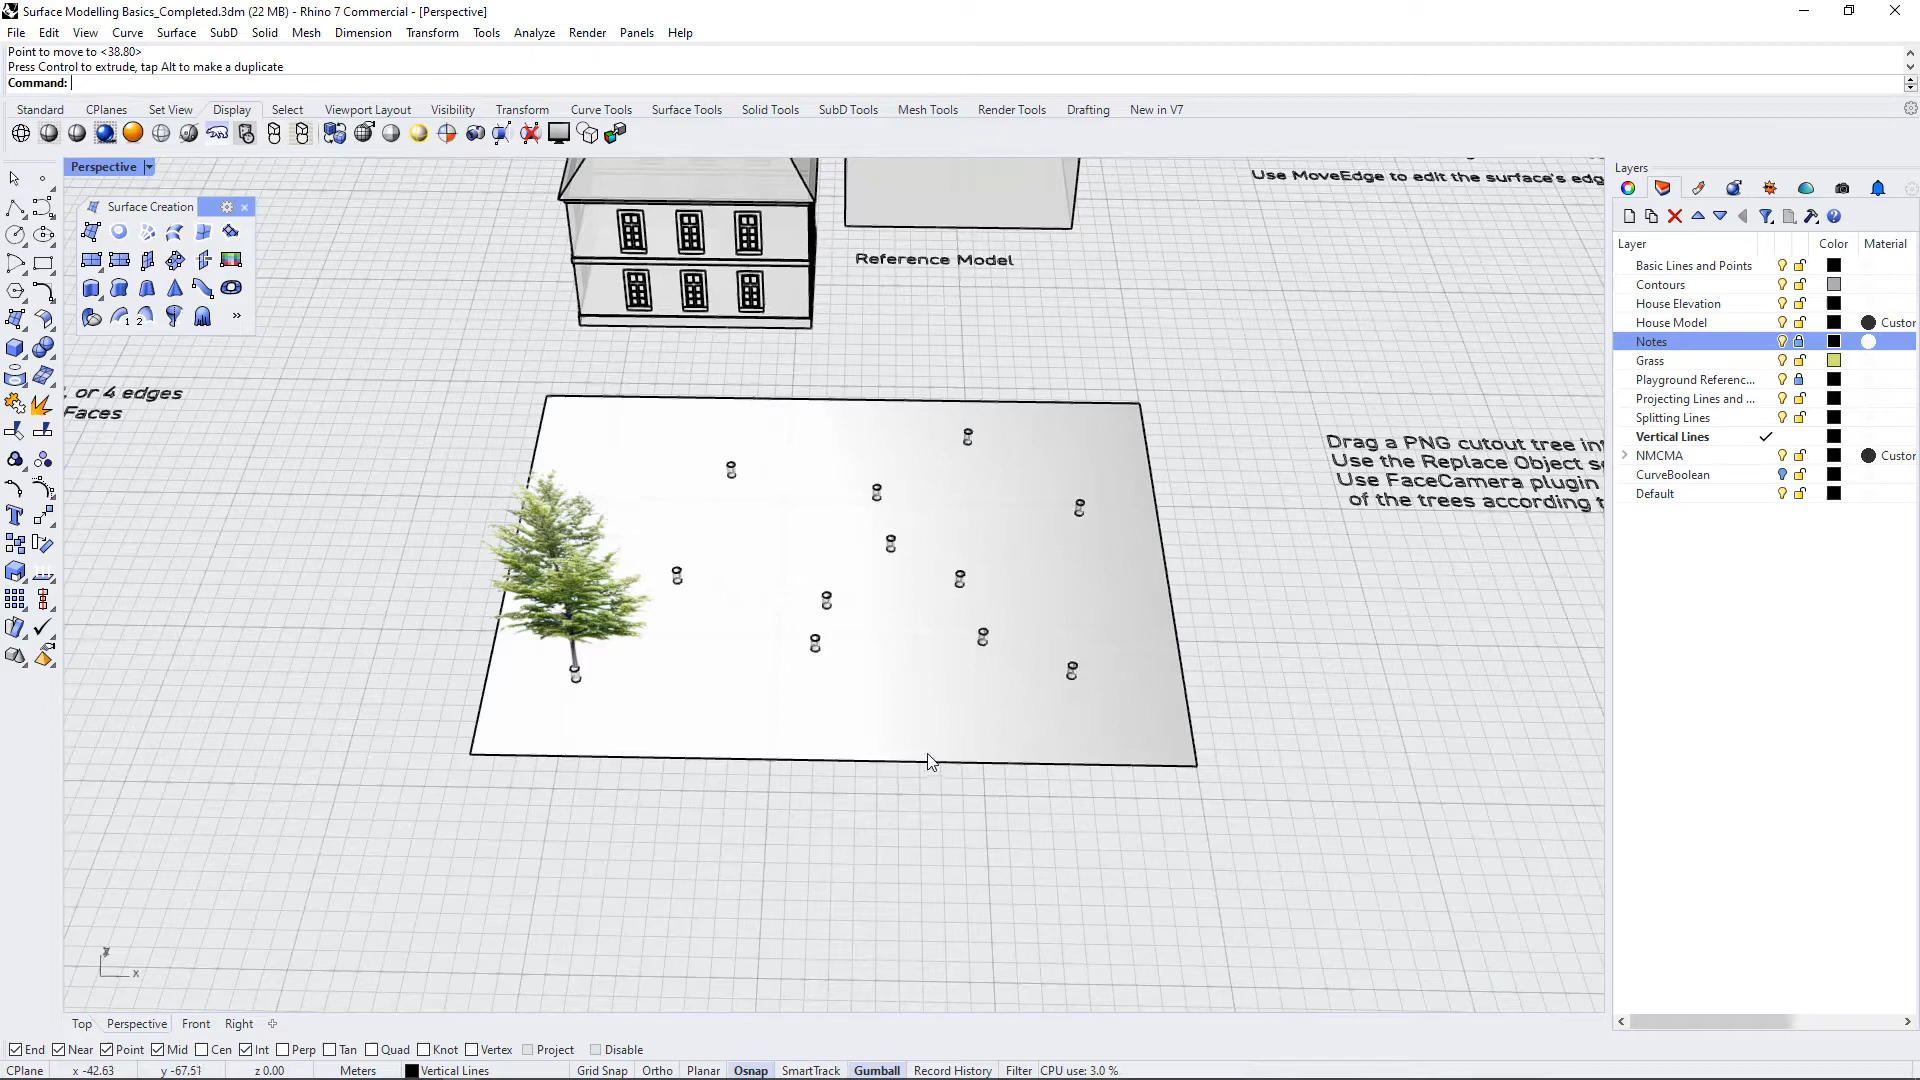 Surface Modelling Basics_Completed.3dm (22 MB) - Rhino 7 Commercial - [Perspective]
File Edit View Curve Surface SubD Solid Mesh Dimension Transform Tools Analyze Render Panels Help
Point to move to <38.80>
Press Control to extrude, tap Alt to make a duplicate
Command:
Standard CPlanes Set View Display Select Viewport Layout Visibility Transform Curve Tools Surface Tools Solid Tools SubD Tools Mesh Tools Render Tools Drafting New in V7
Perspective
Surface Creation
1 2
Use MoveEdge to edit the surface's edg
Reference Model
, or 4 edges
Faces
Drag a PNG cutout tree in
Use the Replace Object s
Use FaceCamera plugin
of the trees according t
Layers
Layer Color Material
Basic Lines and Points
Contours
House Elevation
House Model Custo
Notes
Grass
Playground Referenc...
Projecting Lines and ...
Splitting Lines
Vertical Lines
NMCMA Custo
CurveBoolean
Default
x
Top Perspective Front Right
End Near Point Mid Cen Int Perp Tan Quad Knot Vertex Project Disable
CPlane x -42.63 y -67.51 z 0.00 Meters Vertical Lines Grid Snap Ortho Planar Osnap SmartTrack Gumball Record History Filter CPU use: 3.0 %